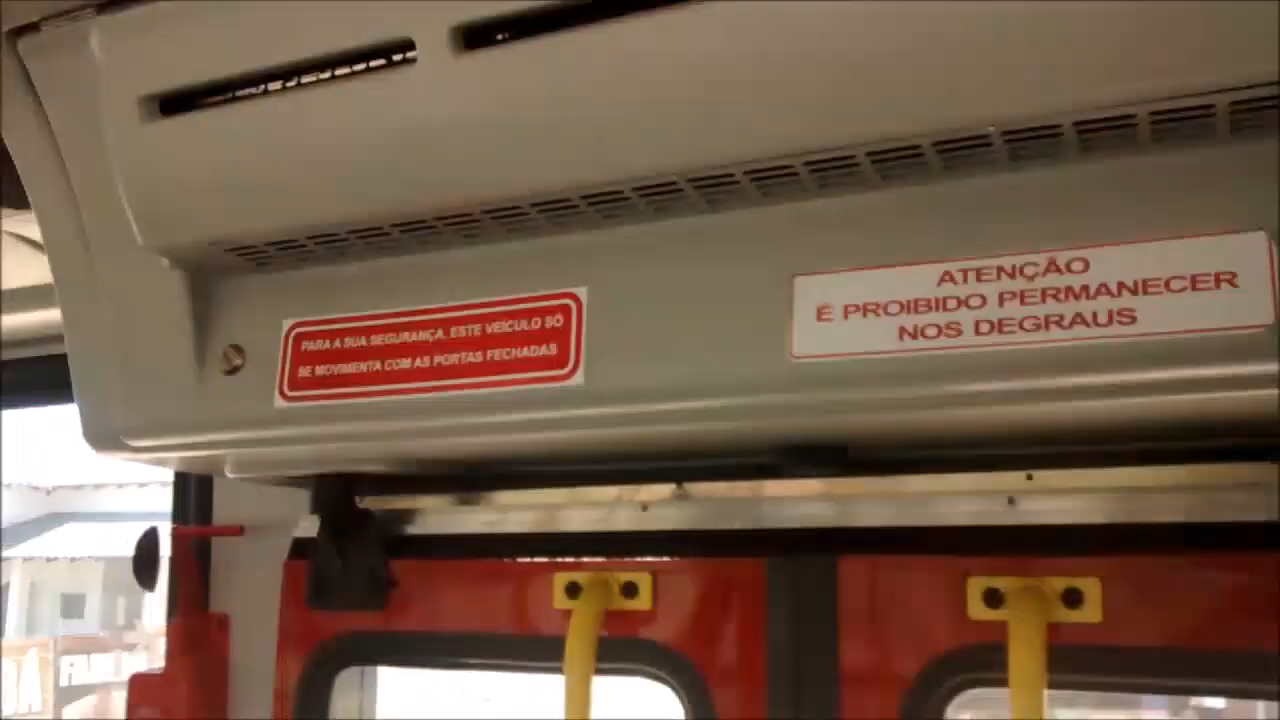 PARA A SUA SEGURANÇA, ESTE VEÍCULO SÓ
SE MOVIMENTA COM AS PORTAS FECHADAS
ATENÇÃO
É PROIBIDO PERMANECER
NOS DEGRAUS